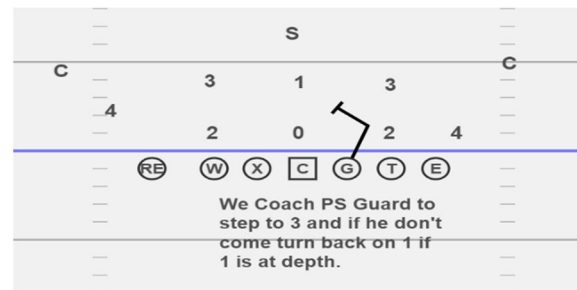 S
C
C
3
1
3
4
2
0
2
4
RE
W
X
C
G
T
E
We Coach PS Guard to
step to 3 and if he don't
come turn back on 1 if
1 is at depth.